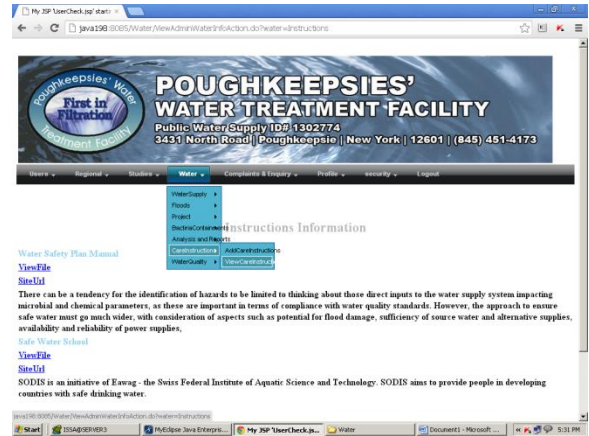 My JSP 'UserCheck.jsp' starti
java198:8085/Water/ViewAdminWaterInfoAction.do?water=Instructions
Poughkeepsies' Water
First in
Filtration
Treatment Facility
POUGHKEEPSIES'
WATER TREATMENT FACILITY
Public Water Supply ID# 1302774
3431 North Road | Poughkeepsie | New York | 12601 | (845) 451-4173
Users Regional Studies Water Complaints & Enquiry Profile security Logout
WaterSupply
Floods
Project
BacteriaContainments
Instructions Information
Analysis and Reports
CareInstructions AddCareInstructions
WaterQuality ViewCareInstructi
Water Safety Plan Manual
ViewFile
SiteUrl
There can be a tendency for the identification of hazards to be limited to thinking about those direct inputs to the water supply system impacting
microbial and chemical parameters, as these are important in terms of compliance with water quality standards. However, the approach to ensure
safe water must go much wider, with consideration of aspects such as potential for flood damage, sufficiency of source water and alternative supplies,
availability and reliability of power supplies,
Safe Water School
ViewFile
SiteUrl
SODIS is an initiative of Eawag - the Swiss Federal Institute of Aquatic Science and Technology. SODIS aims to provide people in developing
countries with safe drinking water.
java198:8085/Water/ViewAdminWaterInfoAction.do?water=Instructions
Start ISSA@SERVER3 MyEclipse Java Enterpris... My JSP 'UserCheck.js... Water Document1 - Microsoft ... 5:31 PM